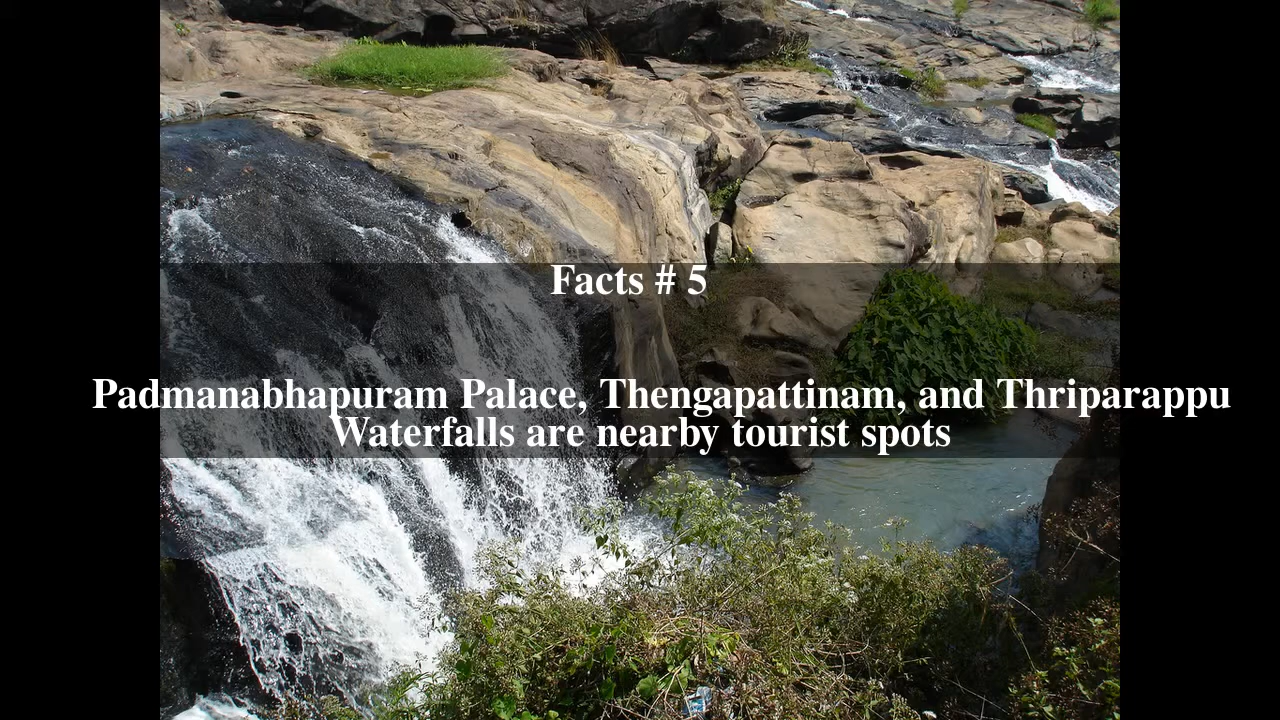 Facts # 5
Padmanabhapuram Palace, Thengapattinam, and Thriparappu
Waterfalls are nearby tourist spots